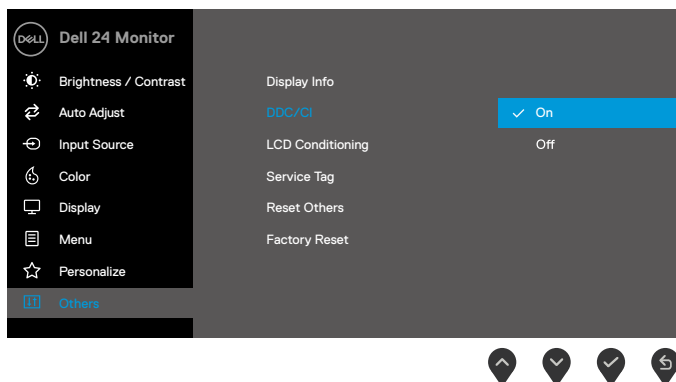 DELL Dell 24 Monitor
Brightness / Contrast
Auto Adjust
Input Source
Color
Display
Menu
Personalize
Others
Display Info
DDC/CI
LCD Conditioning
Service Tag
Reset Others
Factory Reset
On
Off